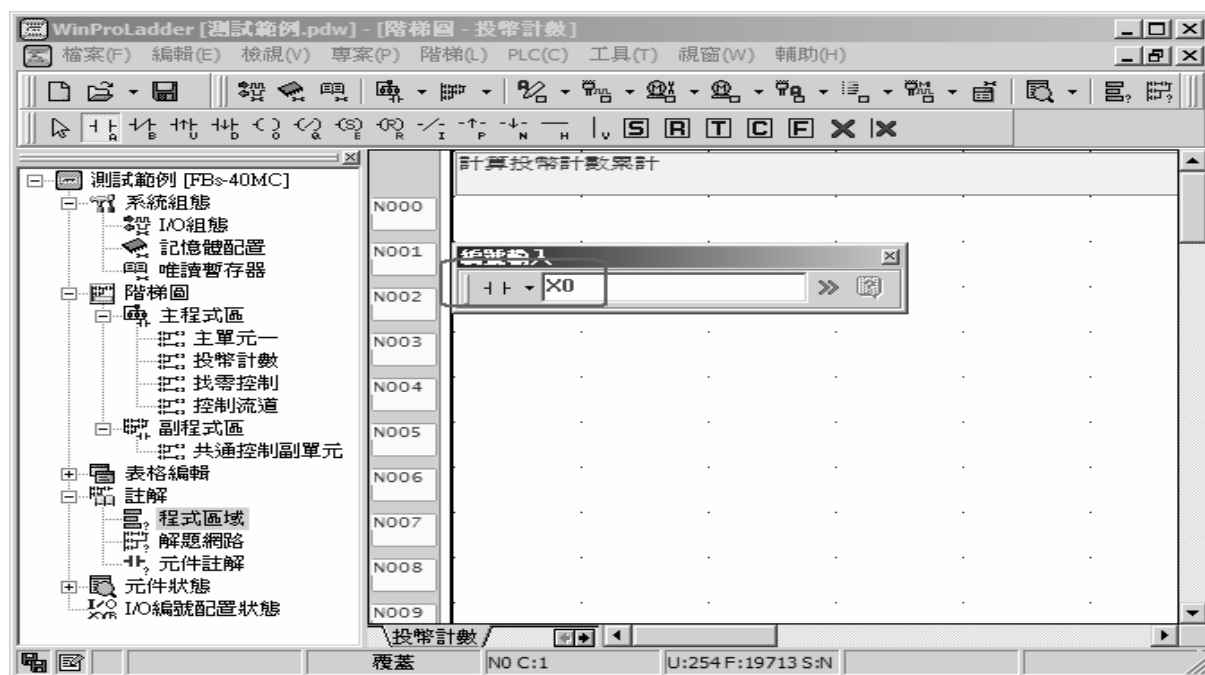 WinProLadder [測試範例.pdw] - [階梯圖 - 投幣計數]
檔案(F) 編輯(E) 檢視(V) 專案(P) 階梯(L) PLC(C) 工具(T) 視窗(W) 輔助(H)
A B U D O Q E R I P N H V S R T C F
測試範例 [FBs-40MC]
系統組態
I/O組態
記憶體配置
唯讀暫存器
階梯圖
主程式區
主單元一
投幣計數
找零控制
控制流道
副程式區
共通控制副單元
表格編輯
註解
程式區域
解題網路
元件註解
元件狀態
I/O編號配置狀態
計算投幣計數累計
N000
N001
編號輸入
X0
N002
N003
N004
N005
N006
N007
N008
N009
投幣計數
覆蓋 N0 C:1 U:254 F:19713 S:N